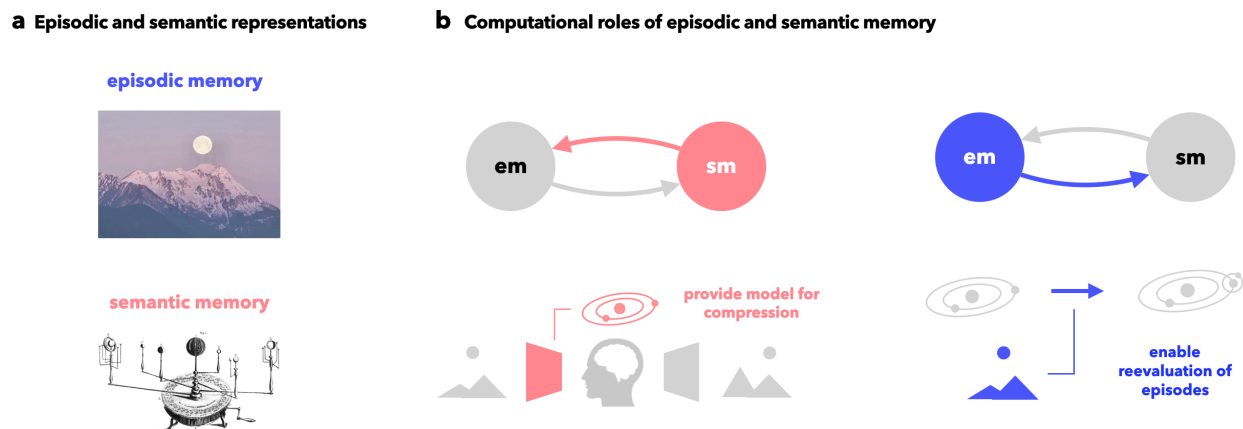 a Episodic and semantic representations
episodic memory
semantic memory
b Computational roles of episodic and semantic memory
em
sm
provide model for
compression
em
sm
enable
reevaluation of
episodes